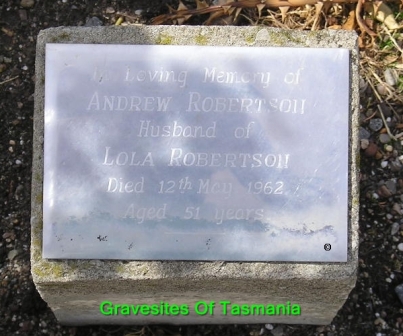 In Loving Memory of
ANDREW ROBERTSON
Husband of
LOLA ROBERTSON
Died 12th May 1962
Aged 51 years
©
Gravesites Of Tasmania